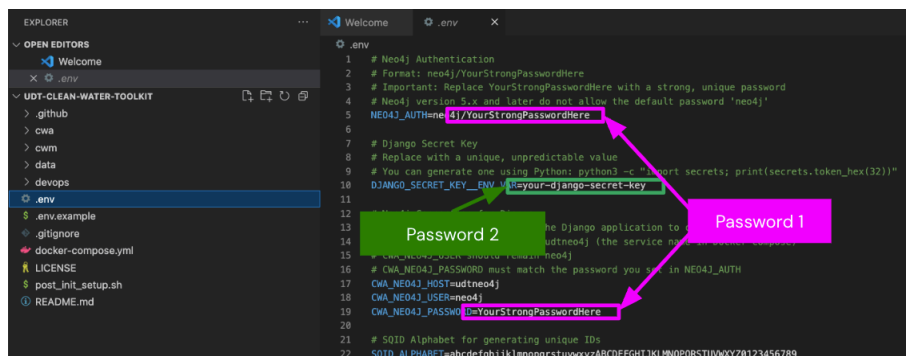 EXPLORER
OPEN EDITORS
Welcome
.env
UDT-CLEAN-WATER-TOOLKIT
.github
cwa
cwm
data
devops
.env
.env.example
.gitignore
docker-compose.yml
LICENSE
post_init_setup.sh
README.md
Welcome
.env
.env
1 # Neo4j Authentication
2 # Format: neo4j/YourStrongPasswordHere
3 # Important: Replace YourStrongPasswordHere with a strong, unique password
4 # Neo4j version 5.x and later do not allow the default password 'neo4j'
5 NEO4J_AUTH=neo4j/YourStrongPasswordHere
6
7 # Django Secret Key
8 # Replace with a unique, unpredictable value
9 # You can generate one using Python: python3 -c "import secrets; print(secrets.token_hex(32))"
10 DJANGO_SECRET_KEY__ENV_VAR=your-django-secret-key
11
12
13 he Django application to
14 udtneo4j (the service name in Docker Compose)
15 # CWA_NEO4J_USER should remain neo4j
16 # CWA_NEO4J_PASSWORD must match the password you set in NEO4J_AUTH
17 CWA_NEO4J_HOST=udtneo4j
18 CWA_NEO4J_USER=neo4j
19 CWA_NEO4J_PASSWORD=YourStrongPasswordHere
20
21 # SQID Alphabet for generating unique IDs
22 SQID_ALPHABET=abcdefghijklmnopqrstuvwxyzABCDEFGHIJKLMNOPQRSTUVWXYZ0123456789
Password 2
Password 1